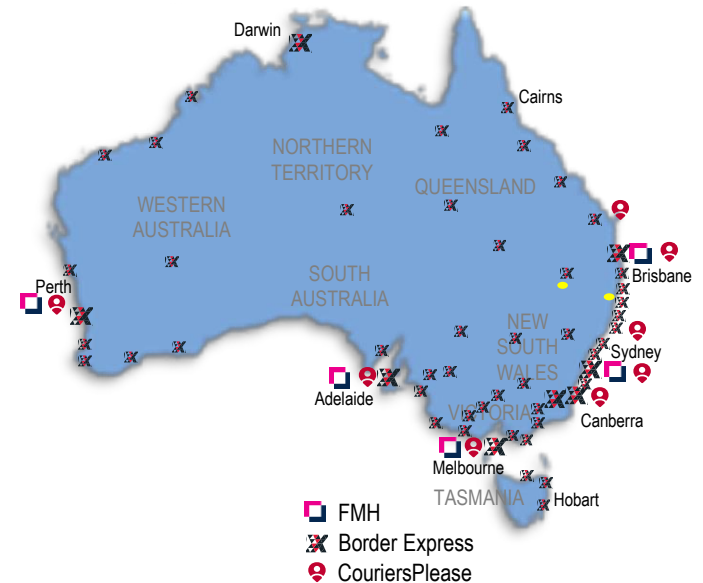 Darwin
Cairns
NORTHERN
TERRITORY
QUEENSLAND
WESTERN
AUSTRALIA
SOUTH
AUSTRALIA
Perth
Brisbane
NEW
SOUTH
WALES
Sydney
Adelaide
VICTORIA
Canberra
Melbourne
TASMANIA
Hobart
FMH
Border Express
CouriersPlease